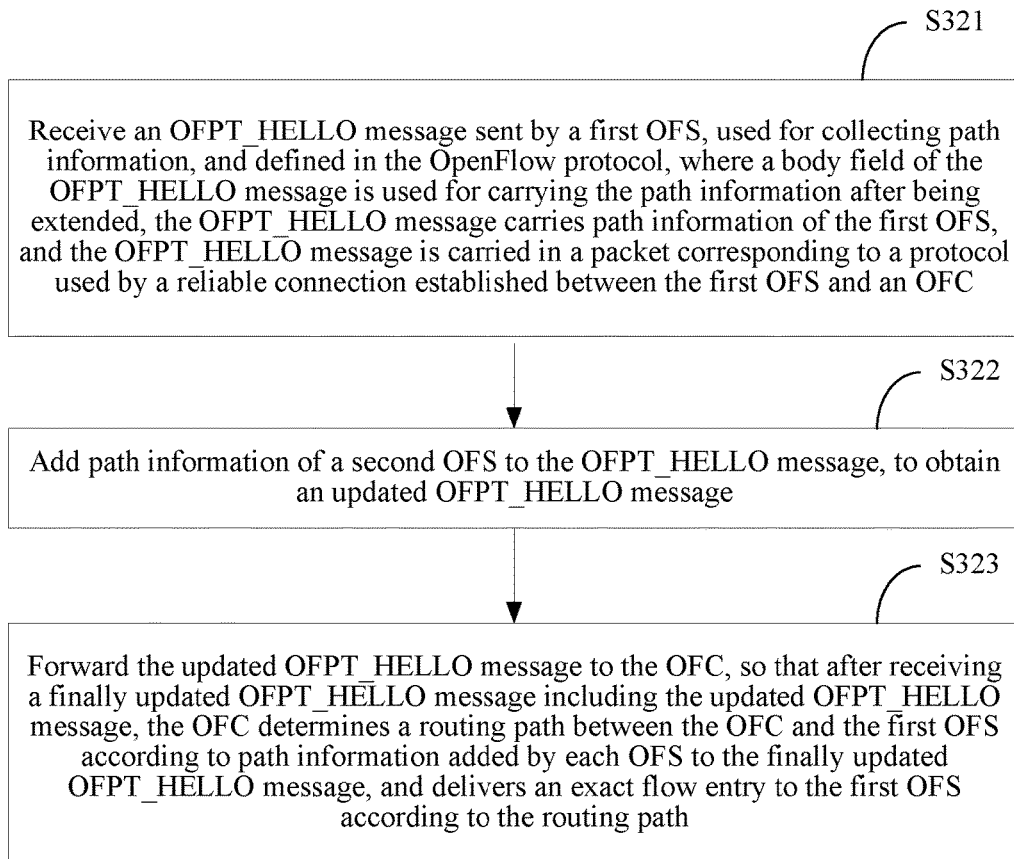 S321
Receive an OFPT_HELLO message sent by a first OFS, used for collecting path
information, and defined in the OpenFlow protocol, where a body field of the
OFPT_HELLO message is used for carrying the path information after being
extended, the OFPT_HELLO message carries path information of the first OFS,
and the OFPT_HELLO message is carried in a packet corresponding to a protocol
used by a reliable connection established between the first OFS and an OFC
S322
Add path information of a second OFS to the OFPT_HELLO message, to obtain
an updated OFPT_HELLO message
S323
Forward the updated OFPT_HELLO message to the OFC, so that after receiving
a finally updated OFPT_HELLO message including the updated OFPT_HELLO
message, the OFC determines a routing path between the OFC and the first OFS
according to path information added by each OFS to the finally updated
OFPT_HELLO message, and delivers an exact flow entry to the first OFS
according to the routing path